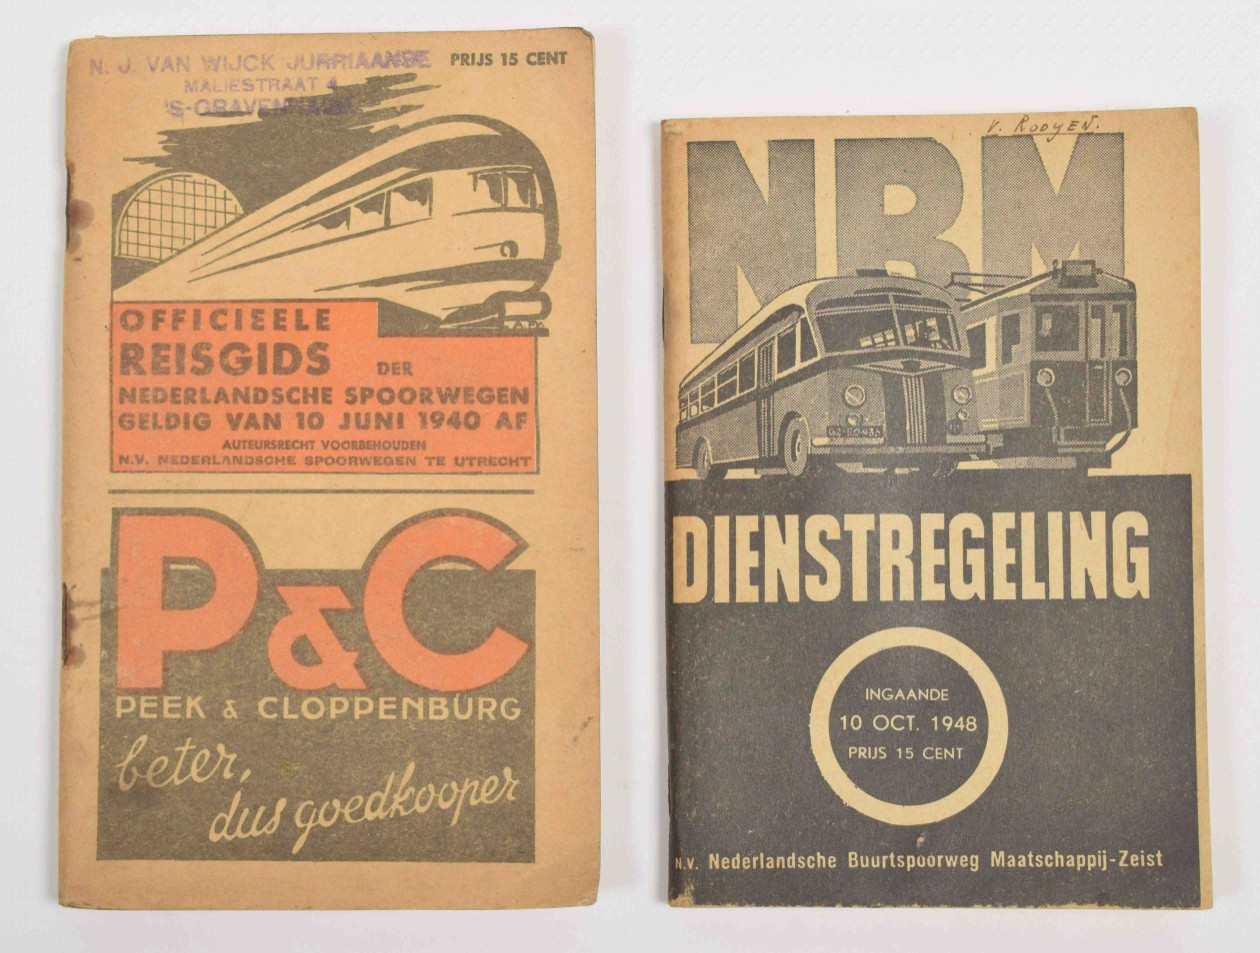 N. J. VAN WIJCK JURRIAANSE
MALIESTRAAT 4
'S-GRAVENHAGE
PRIJS 15 CENT
OFFICIEELE
REISGIDS DER
NEDERLANDSCHE SPOORWEGEN
GELDIG VAN 10 JUNI 1940 AF
AUTEURSRECHT VOORBEHOUDEN
N.V. NEDERLANDSCHE SPOORWEGEN TE UTRECHT
P&C
PEEK & CLOPPENBURG
beter,
dus goedkooper
v. ROOYEN.
NBM
DIENSTREGELING
INGAANDE
10 OCT. 1948
PRIJS 15 CENT
N.V. Nederlandsche Buurtspoorweg Maatschappij-Zeist